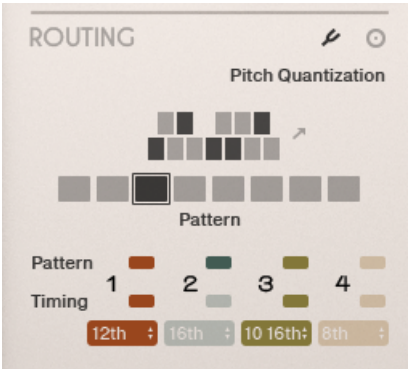 ROUTING
Pitch Quantization
Pattern
Pattern
1 2 3 4
Timing
12th 16th 10 16th 8th